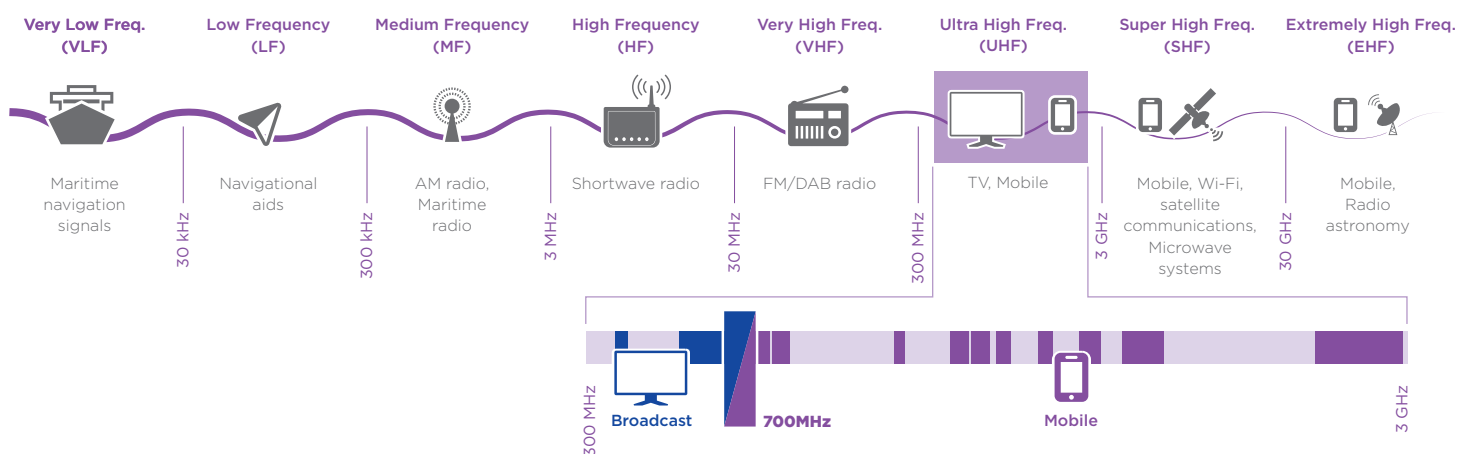 Very Low Freq.
(VLF)
Low Frequency
(LF)
Medium Frequency
(MF)
High Frequency
(HF)
Very High Freq.
(VHF)
Ultra High Freq.
(UHF)
Super High Freq.
(SHF)
Extremely High Freq.
(EHF)
Maritime
navigation
signals
30 kHz
Navigational
aids
300 kHz
AM radio,
Maritime
radio
3 MHz
Shortwave radio
30 MHz
FM/DAB radio
300 MHz
TV, Mobile
3 GHz
Mobile, Wi-Fi,
satellite
communications,
Microwave
systems
30 GHz
Mobile,
Radio
astronomy
300 MHz
Broadcast
700MHz
Mobile
3 GHz